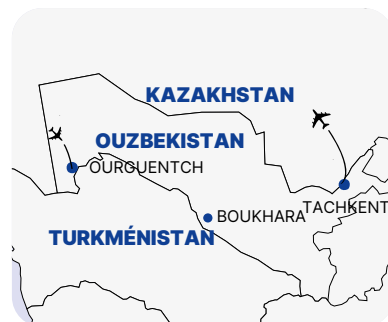 KAZAKHSTAN
OUZBEKISTAN
OURGUENTCH
BOUKHARA
TACHKENT
TURKMÉNISTAN